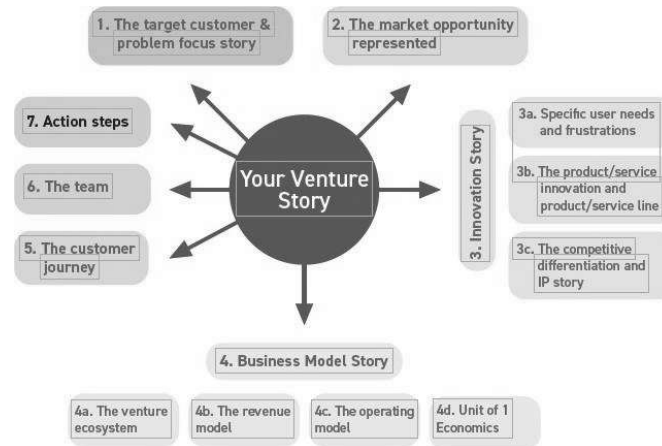 1. The target customer &
problem focus story
2. The market opportunity
represented
7. Action steps
6. The team
5. The customer
journey
Your Venture
Story
3. Innovation Story
3a. Specific user needs
and frustrations
3b. The product/service
innovation and
product/service line
3c. The competitive
differentiation and
IP story
4. Business Model Story
4a. The venture
ecosystem
4b. The revenue
model
4c. The operating
model
4d. Unit of 1
Economics